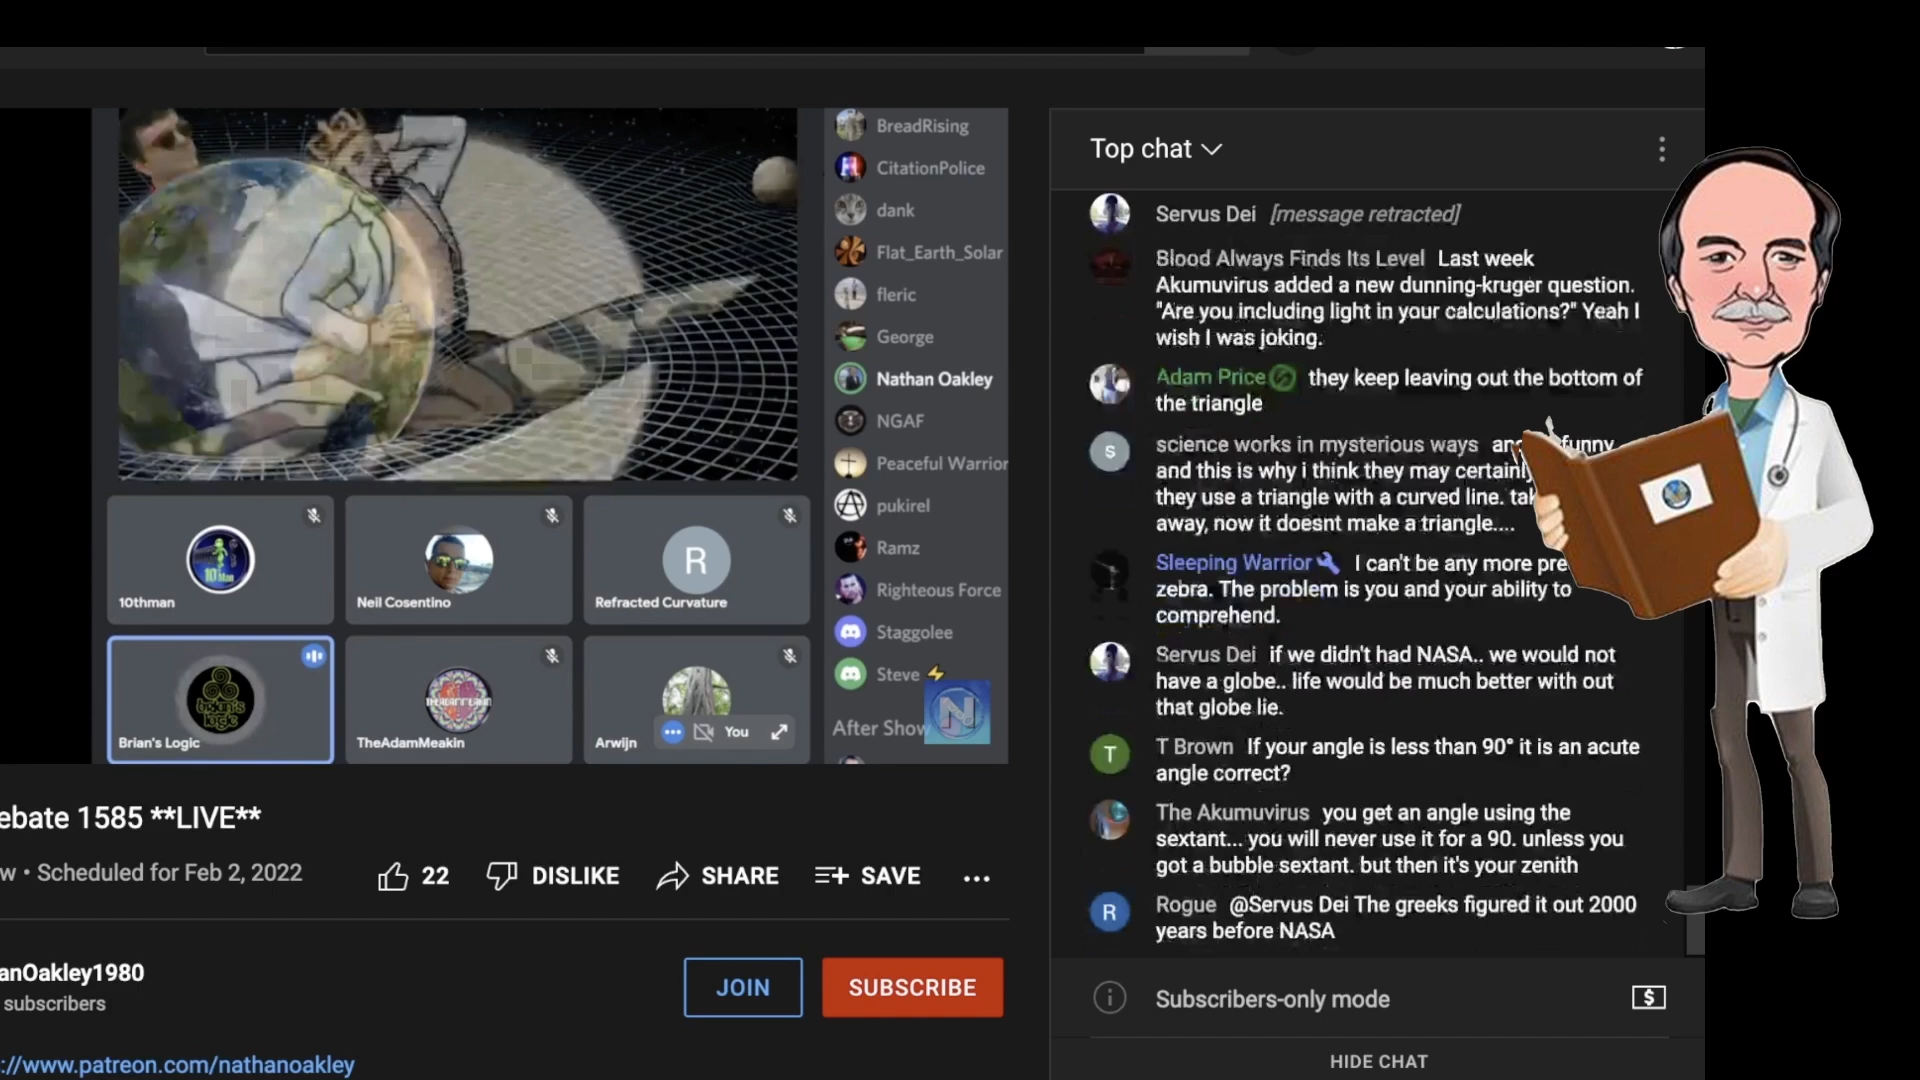 BreadRising
CitationPolice
dank
Flat_Earth_Solar
fleric
George
Nathan Oakley
NGAF
Peaceful Warrior
pukirel
Ramz
Righteous Force
Staggolee
Steve
After Show
N
10 Man
10thman
Neil Cosentino
R
Refracted Curvature
Brian's Logic
TheAdamMeakin
Arwijn
You
ebate 1585 **LIVE**
w • Scheduled for Feb 2, 2022
22
DISLIKE
SHARE
SAVE
anOakley1980
subscribers
JOIN
SUBSCRIBE
://www.patreon.com/nathanoakley
Top chat
Servus Dei [message retracted]
Blood Always Finds Its Level Last week
Akumuvirus added a new dunning-kruger question.
"Are you including light in your calculations?" Yeah I
wish I was joking.
Adam Price they keep leaving out the bottom of
the triangle
S
science works in mysterious ways an funny
and this is why i think they may certainl
they use a triangle with a curved line. tak
away, now it doesnt make a triangle....
Sleeping Warrior I can't be any more pre
zebra. The problem is you and your ability to
comprehend.
Servus Dei if we didn't had NASA.. we would not
have a globe.. life would be much better with out
that globe lie.
T
T Brown If your angle is less than 90° it is an acute
angle correct?
The Akumuvirus you get an angle using the
sextant... you will never use it for a 90. unless you
got a bubble sextant. but then it's your zenith
R
Rogue @Servus Dei The greeks figured it out 2000
years before NASA
Subscribers-only mode
$
HIDE CHAT